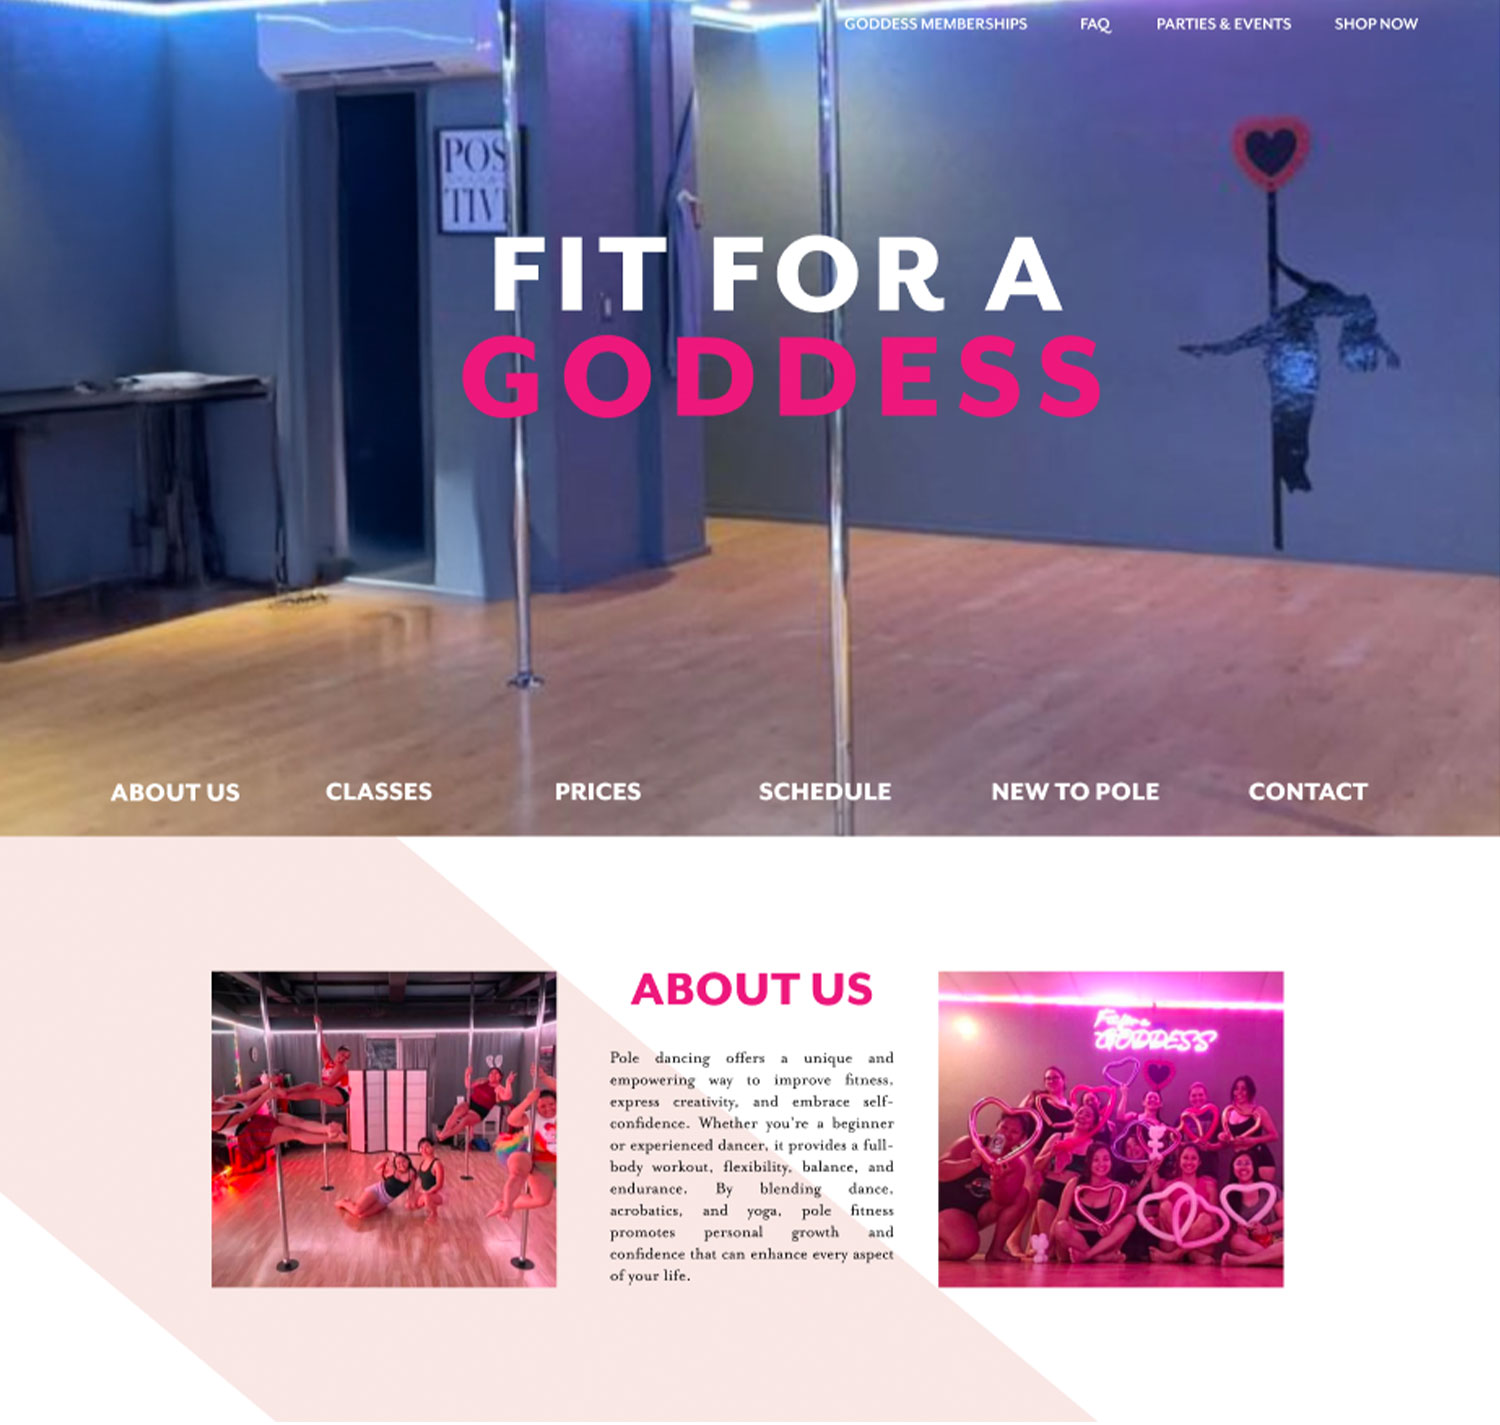 GODDESS MEMBERSHIPS FAQ PARTIES & EVENTS SHOP NOW
POS
TIV
FIT FOR A
GODDESS
ABOUT US CLASSES PRICES SCHEDULE NEW TO POLE CONTACT
ABOUT US
Pole dancing offers a unique and
empowering way to improve fitness,
express creativity, and embrace self-
confidence. Whether you're a beginner
or experienced dancer, it provides a full-
body workout, flexibility, balance, and
endurance. By blending dance,
acrobatics, and yoga, pole fitness
promotes personal growth and
confidence that can enhance every aspect
of your life.
GODDESS